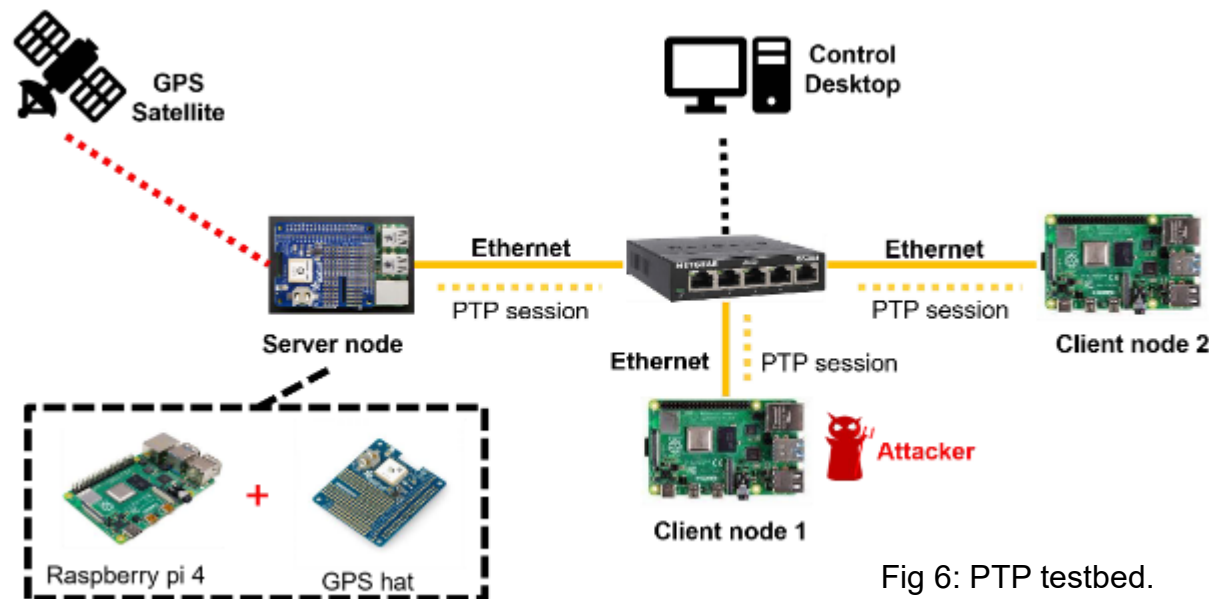 GPS
Satellite
Control
Desktop
Ethernet
PTP session
NETGEAR
Ethernet
PTP session
Server node
Client node 2
Ethernet
PTP session
Attacker
Client node 1
Raspberry pi 4
+
GPS hat
Fig 6: PTP testbed.